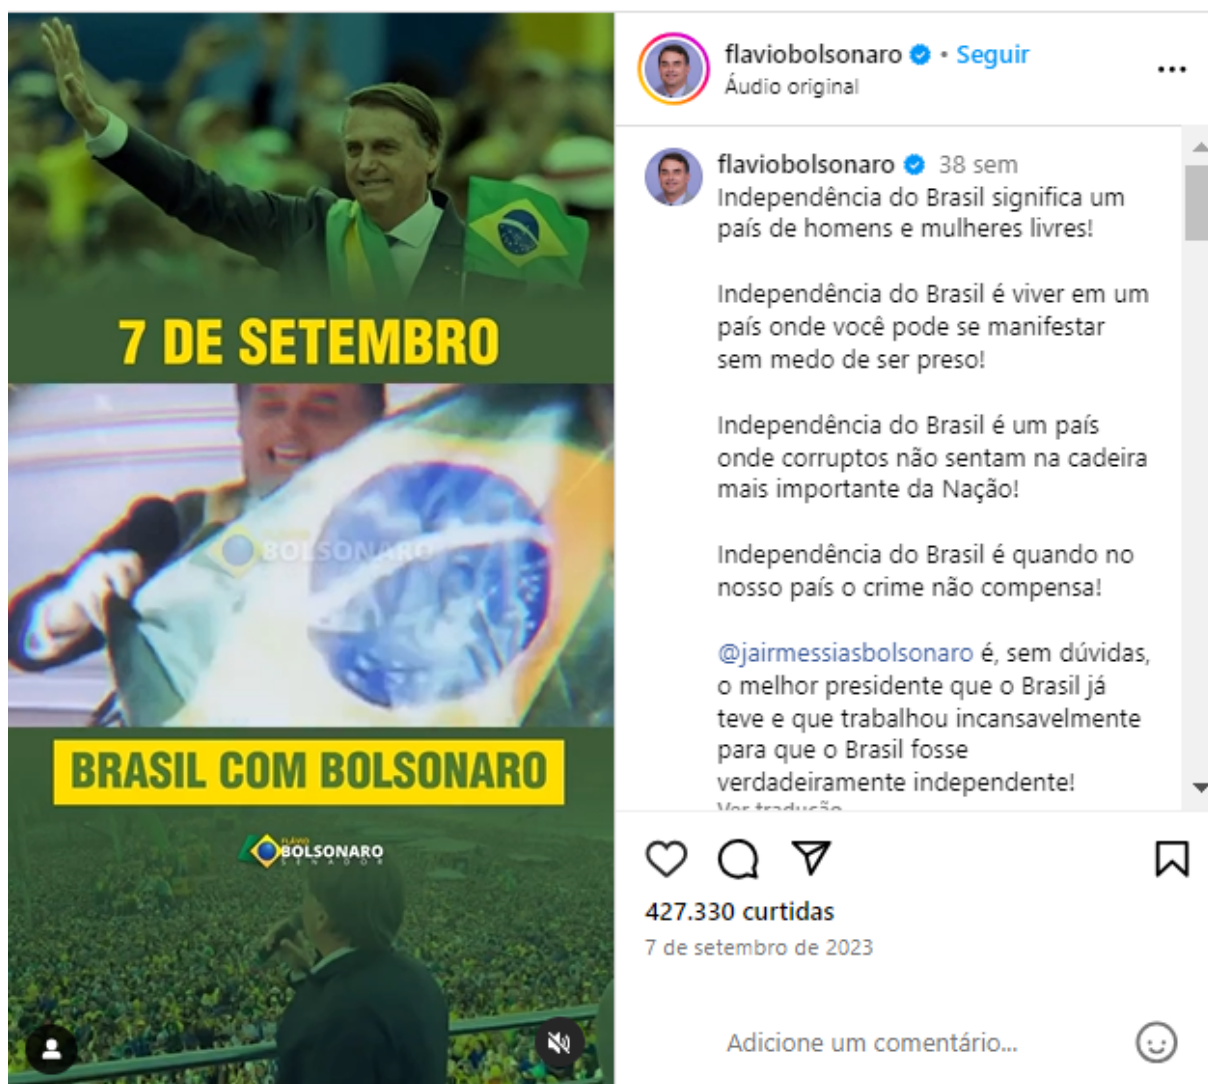 7 DE SETEMBRO
BOLSONARO
BRASIL COM BOLSONARO
FLÁVIO
BOLSONARO
SENADOR
flaviobolsonaro • Seguir
Áudio original
flaviobolsonaro 38 sem
Independência do Brasil significa um
país de homens e mulheres livres!
Independência do Brasil é viver em um
país onde você pode se manifestar
sem medo de ser preso!
Independência do Brasil é um país
onde corruptos não sentam na cadeira
mais importante da Nação!
Independência do Brasil é quando no
nosso país o crime não compensa!
@jairmessiasbolsonaro é, sem dúvidas,
o melhor presidente que o Brasil já
teve e que trabalhou incansavelmente
para que o Brasil fosse
verdadeiramente independente!
Ver tradução
427.330 curtidas
7 de setembro de 2023
Adicione um comentário...